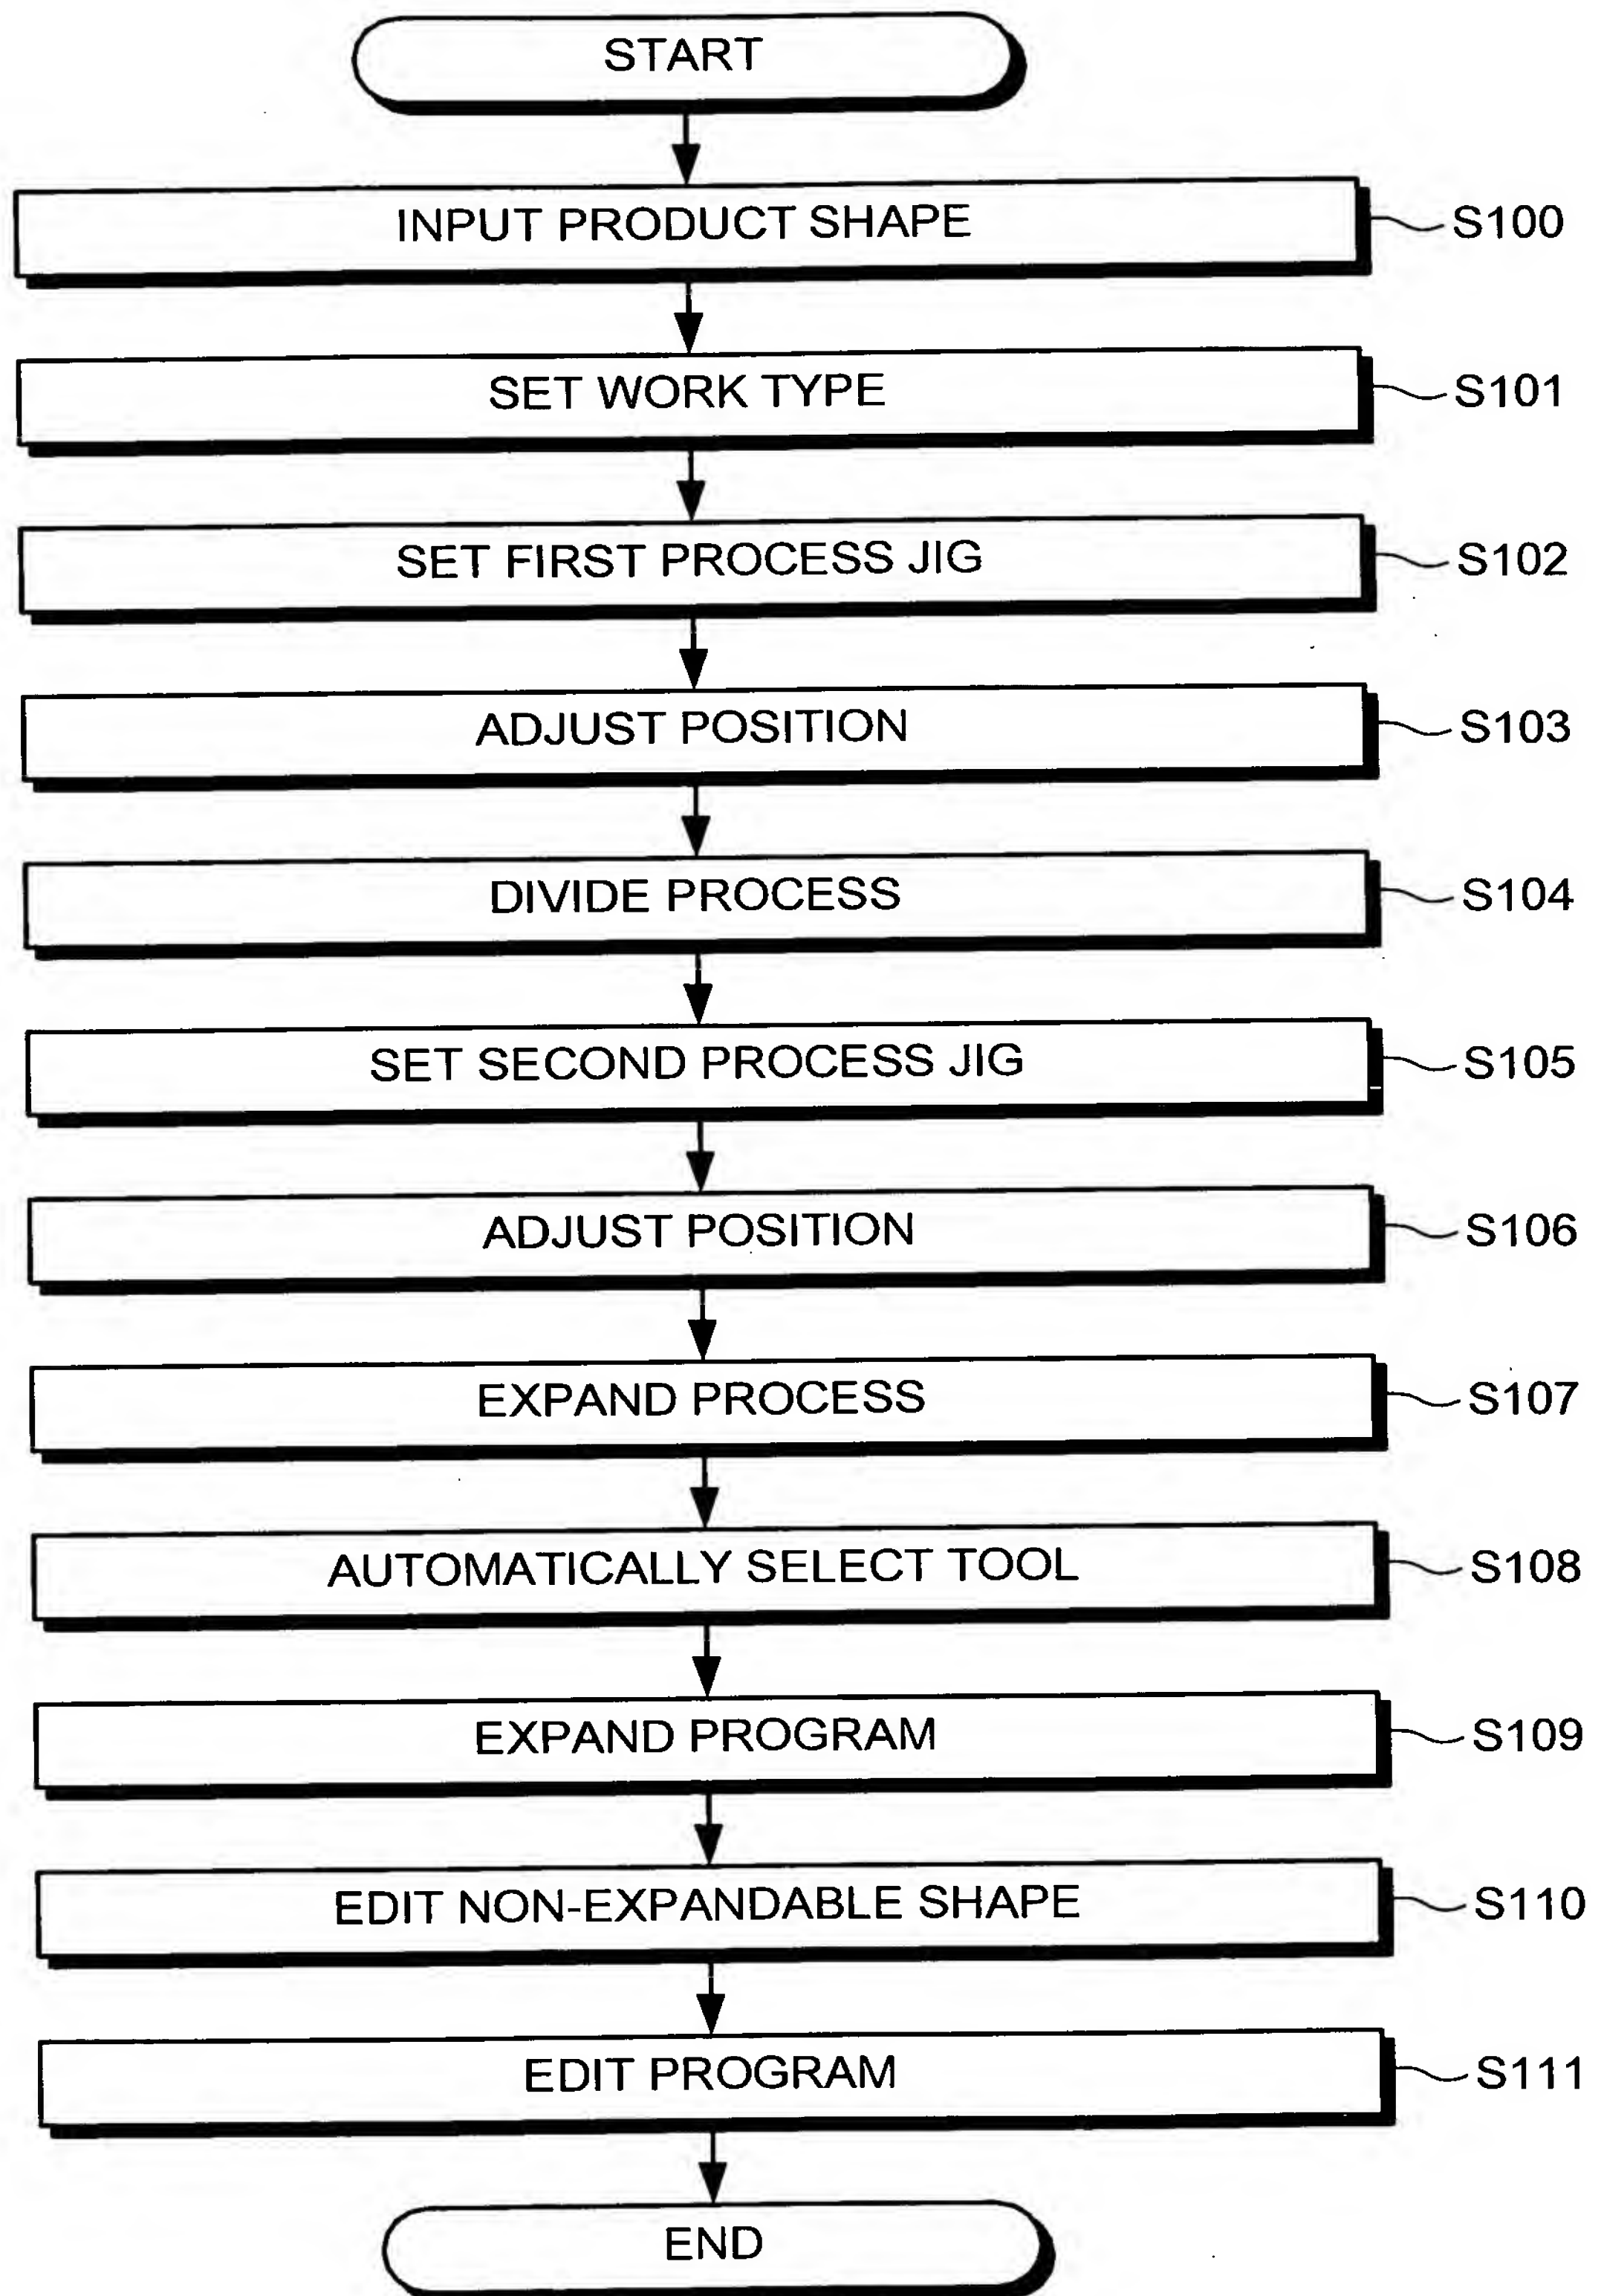 START
INPUT PRODUCT SHAPE S100
SET WORK TYPE S101
SET FIRST PROCESS JIG S102
ADJUST POSITION S103
DIVIDE PROCESS S104
SET SECOND PROCESS JIG S105
ADJUST POSITION S106
EXPAND PROCESS S107
AUTOMATICALLY SELECT TOOL S108
EXPAND PROGRAM S109
EDIT NON-EXPANDABLE SHAPE S110
EDIT PROGRAM S111
END